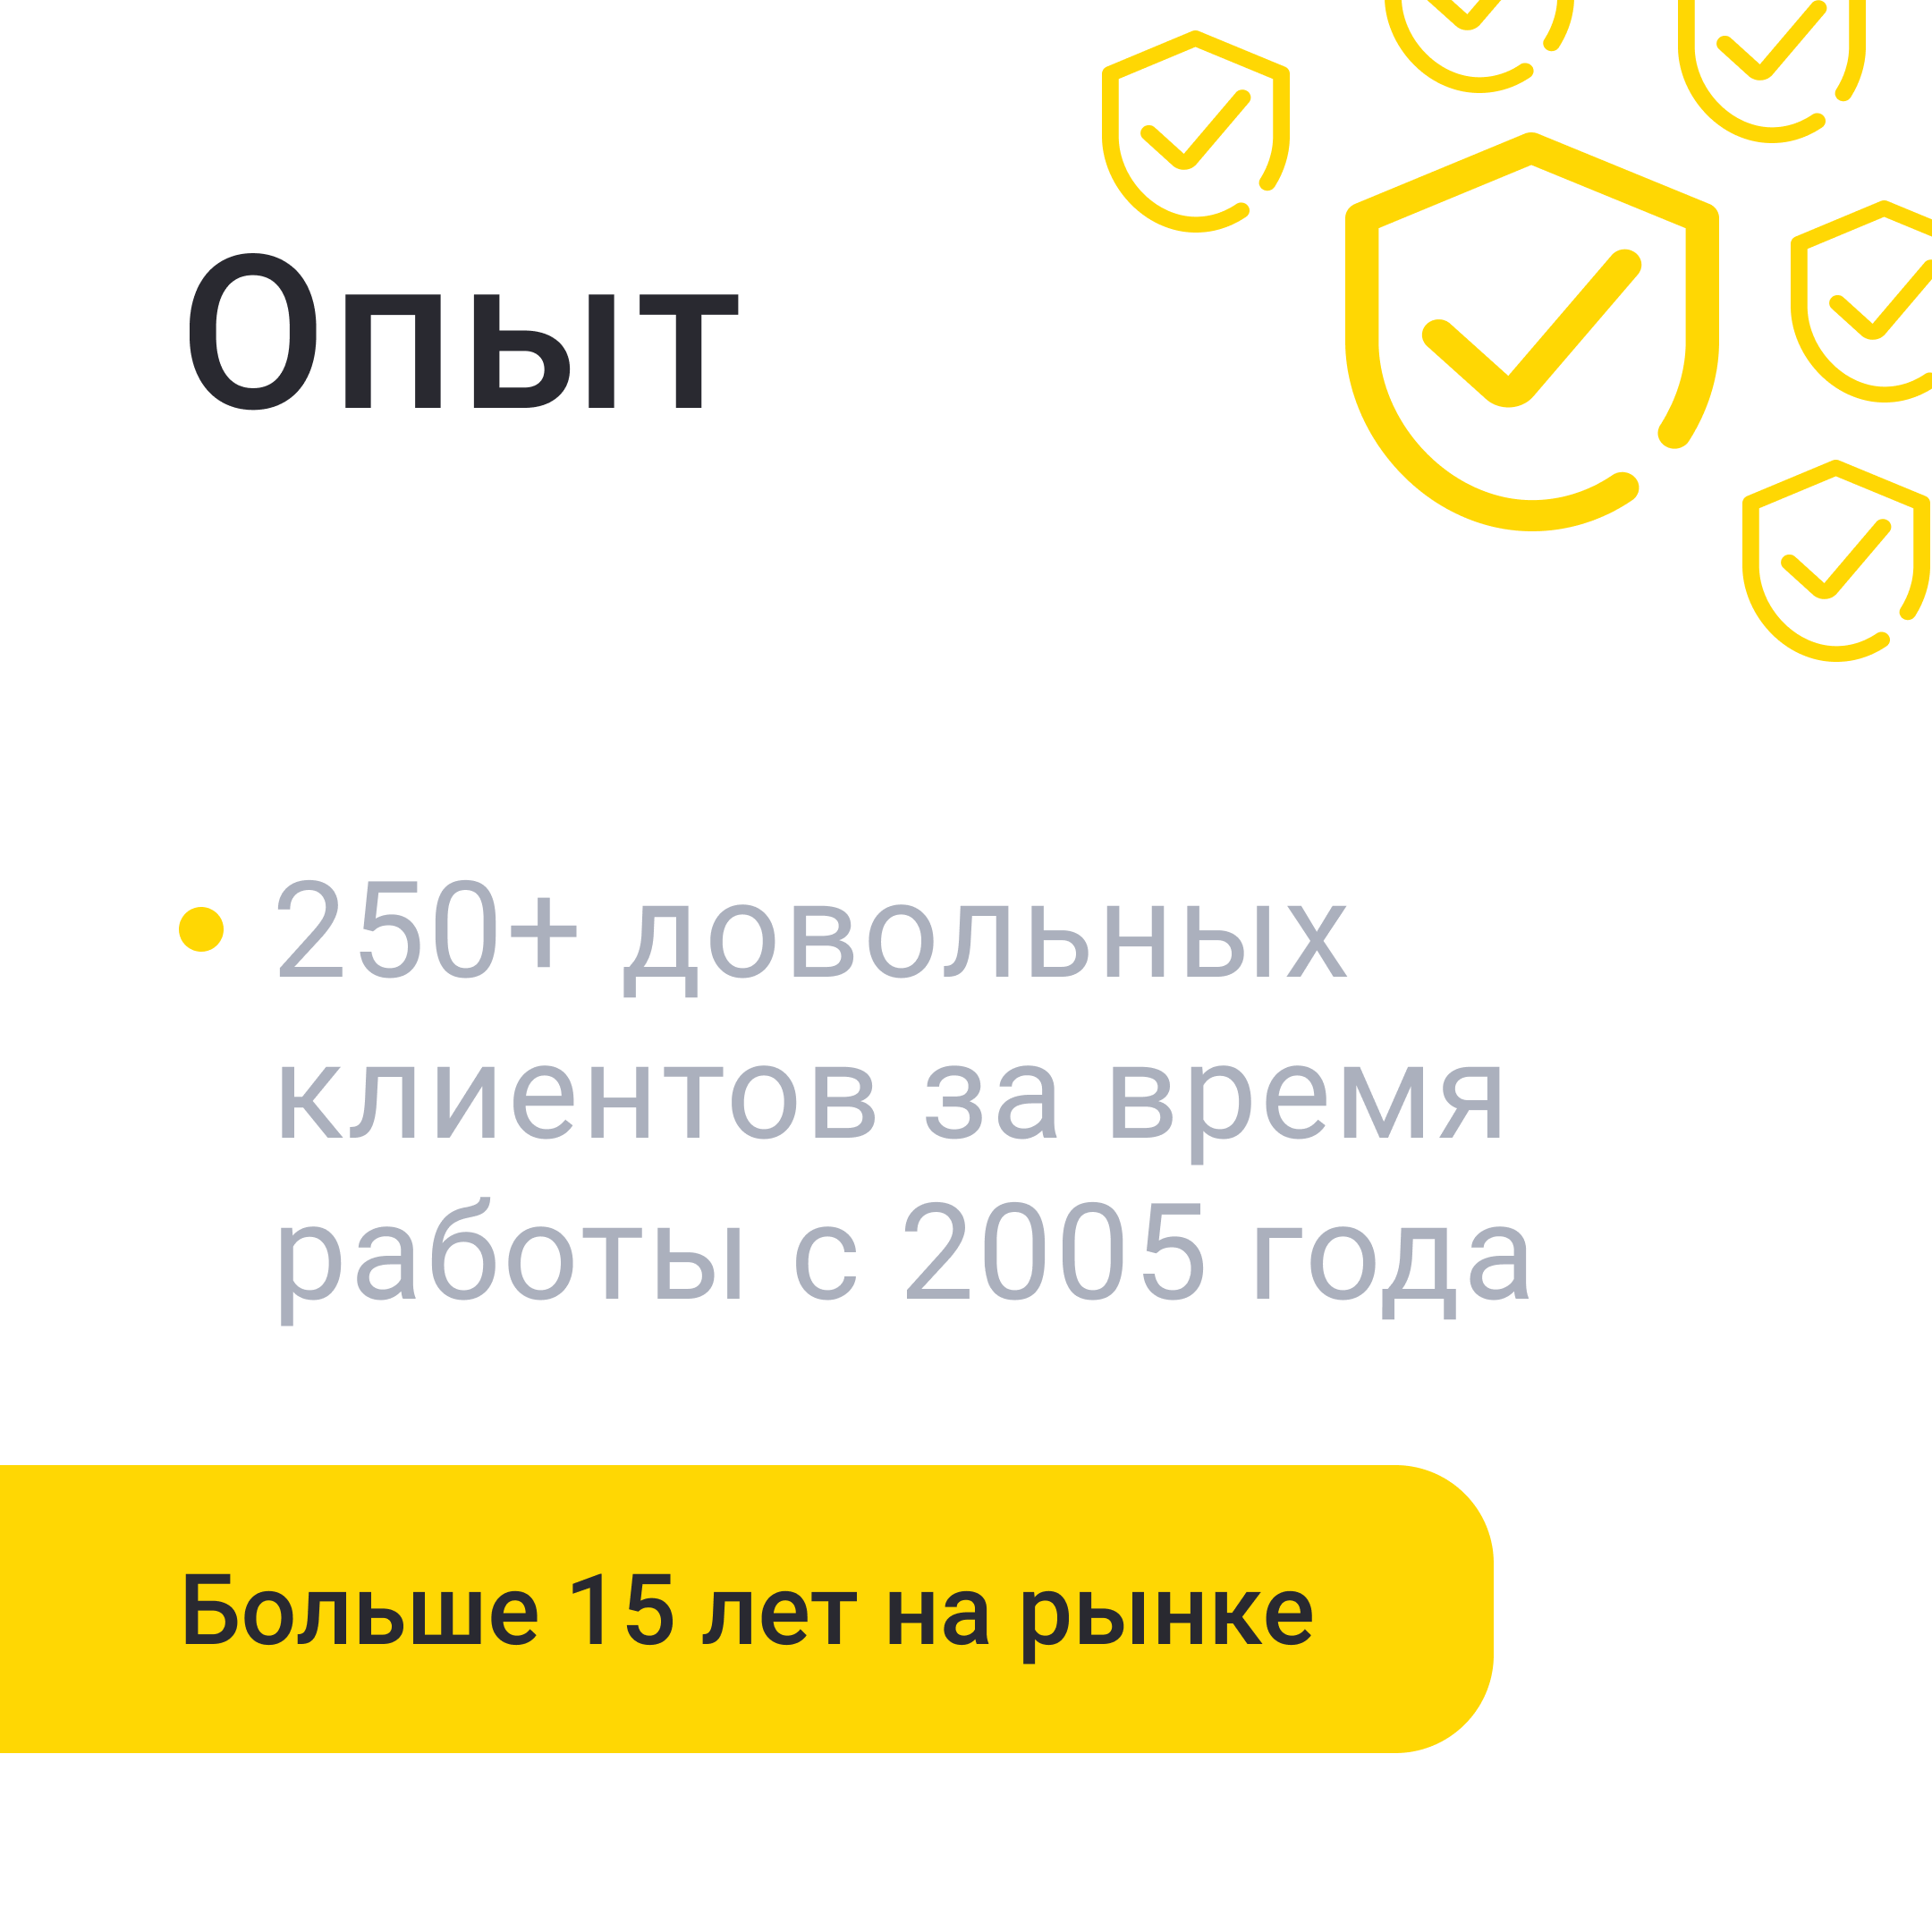 Опыт
250+ довольных
клиентов за время
работы с 2005 года
Больше 15 лет на рынке